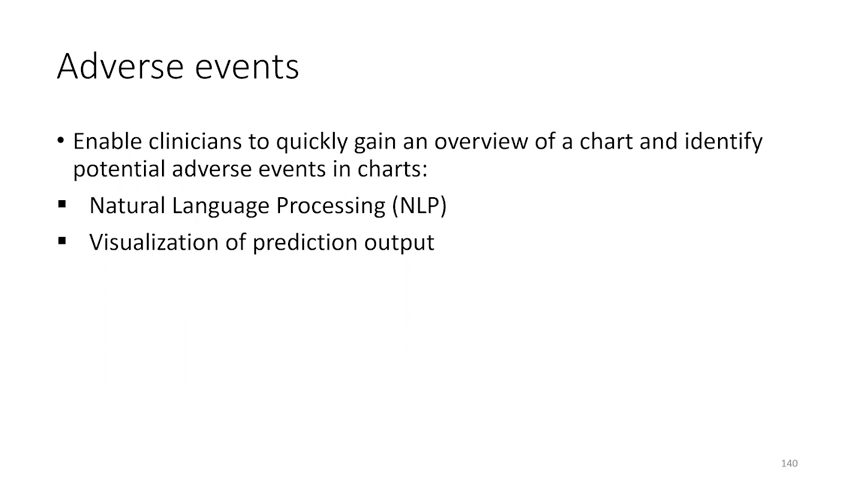 Adverse events
• Enable clinicians to quickly gain an overview of a chart and identify
potential adverse events in charts:
▪ Natural Language Processing (NLP)
▪ Visualization of prediction output
140